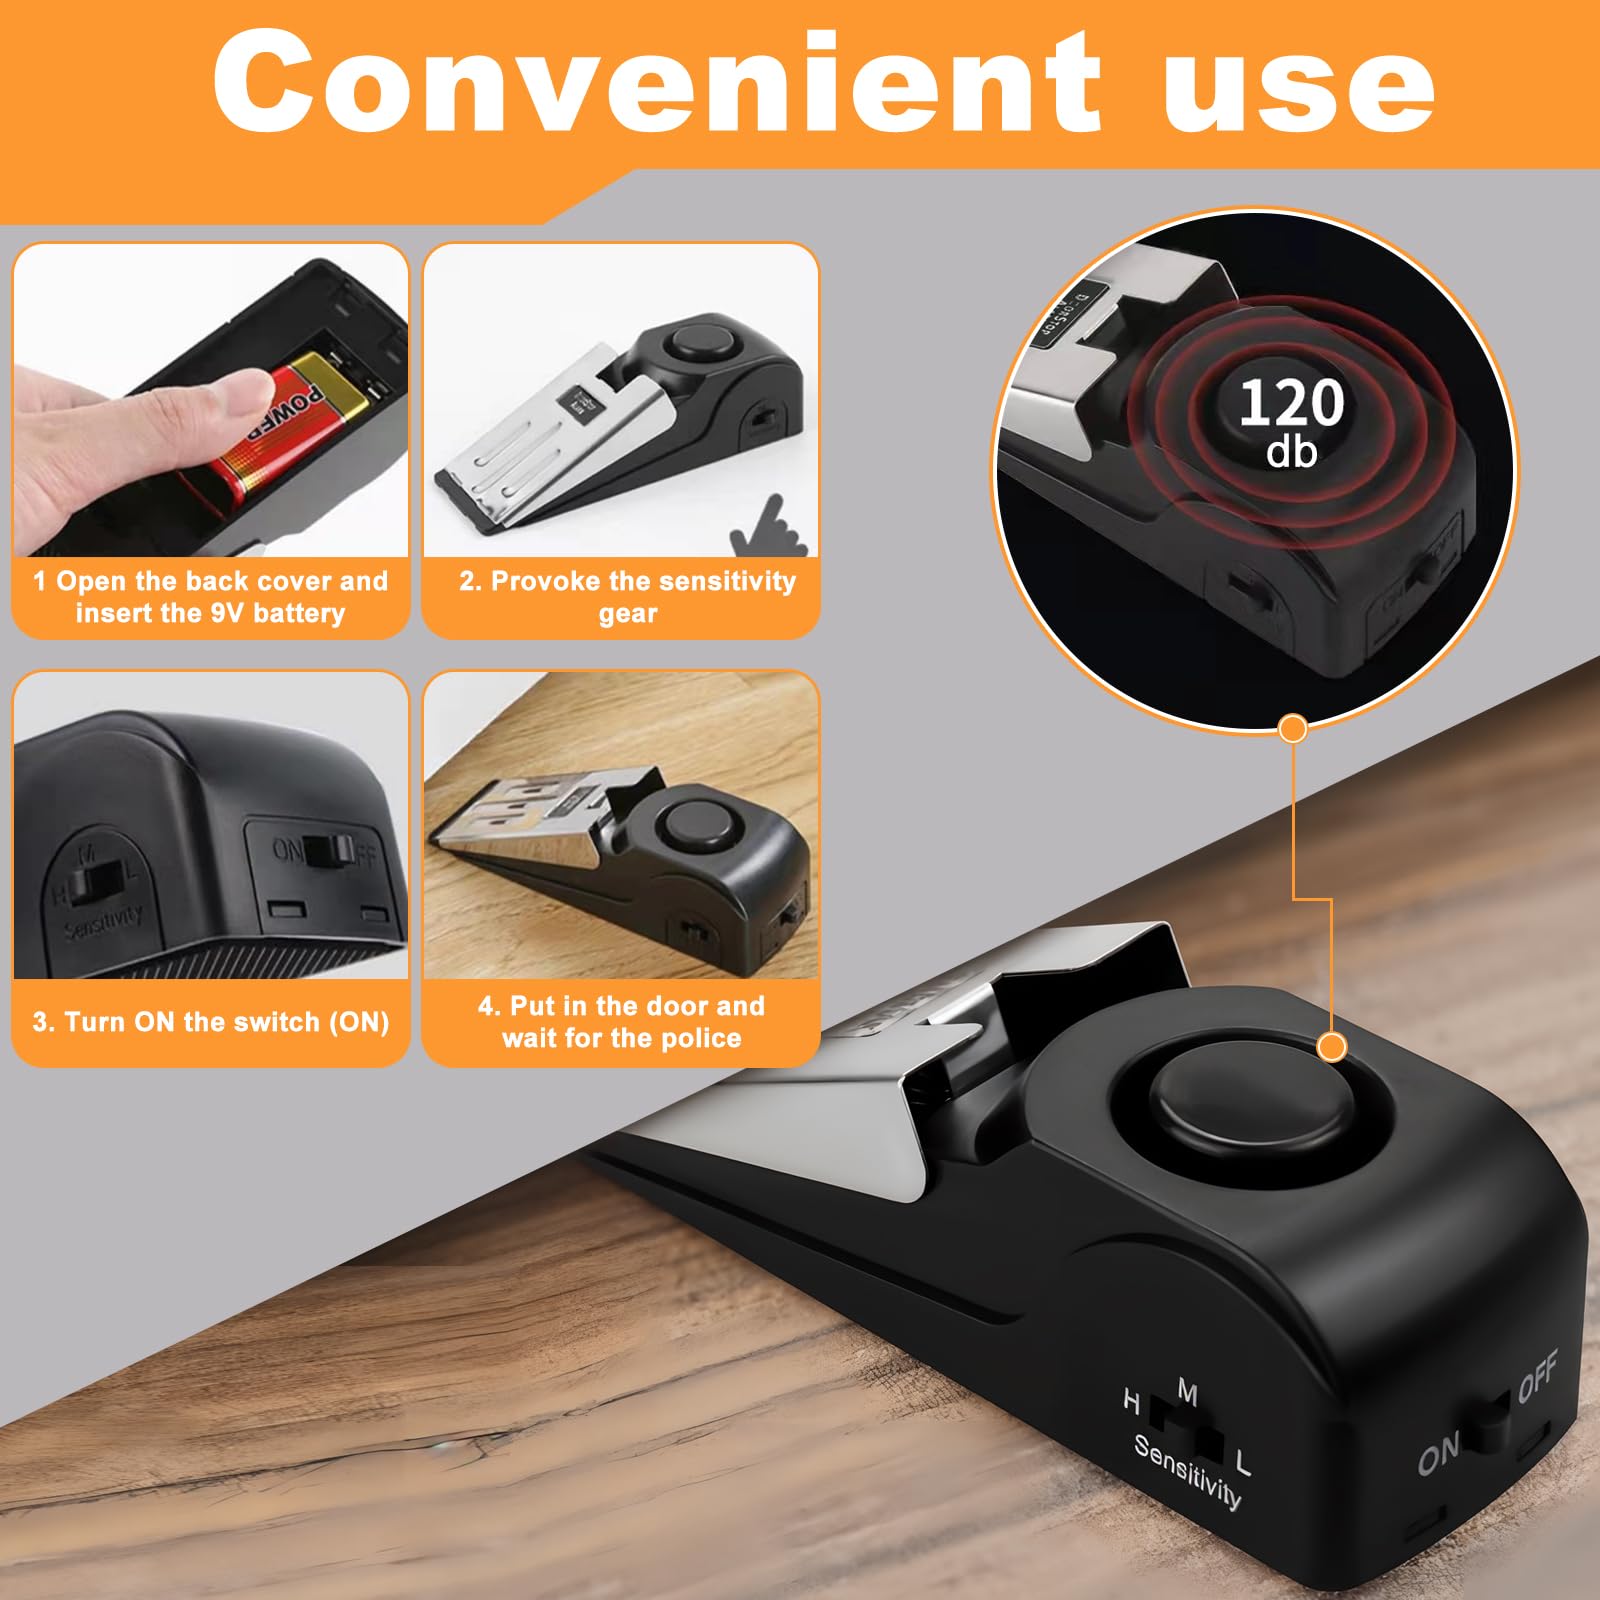 Convenient use
POWER
1 Open the back cover and
insert the 9V battery
2. Provoke the sensitivity
gear
120
db
M
H L
Sensitivity
ON OFF
3. Turn ON the switch (ON)
4. Put in the door and
wait for the police
M
H
L
Sensitivity
ON OFF